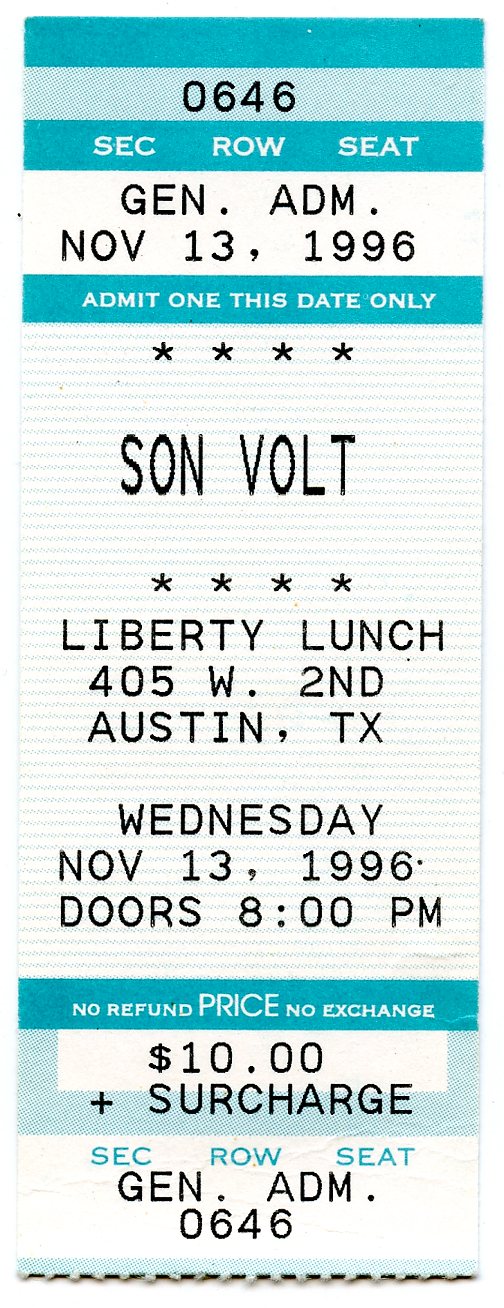 0646
SEC ROW SEAT
GEN. ADM.
NOV 13, 1996
ADMIT ONE THIS DATE ONLY
* * * *
SON VOLT
* * * *
LIBERTY LUNCH
405 W. 2ND
AUSTIN, TX
WEDNESDAY
NOV 13, 1996
DOORS 8:00 PM
NO REFUND PRICE NO EXCHANGE
$10.00
+ SURCHARGE
SEC ROW SEAT
GEN. ADM.
0646